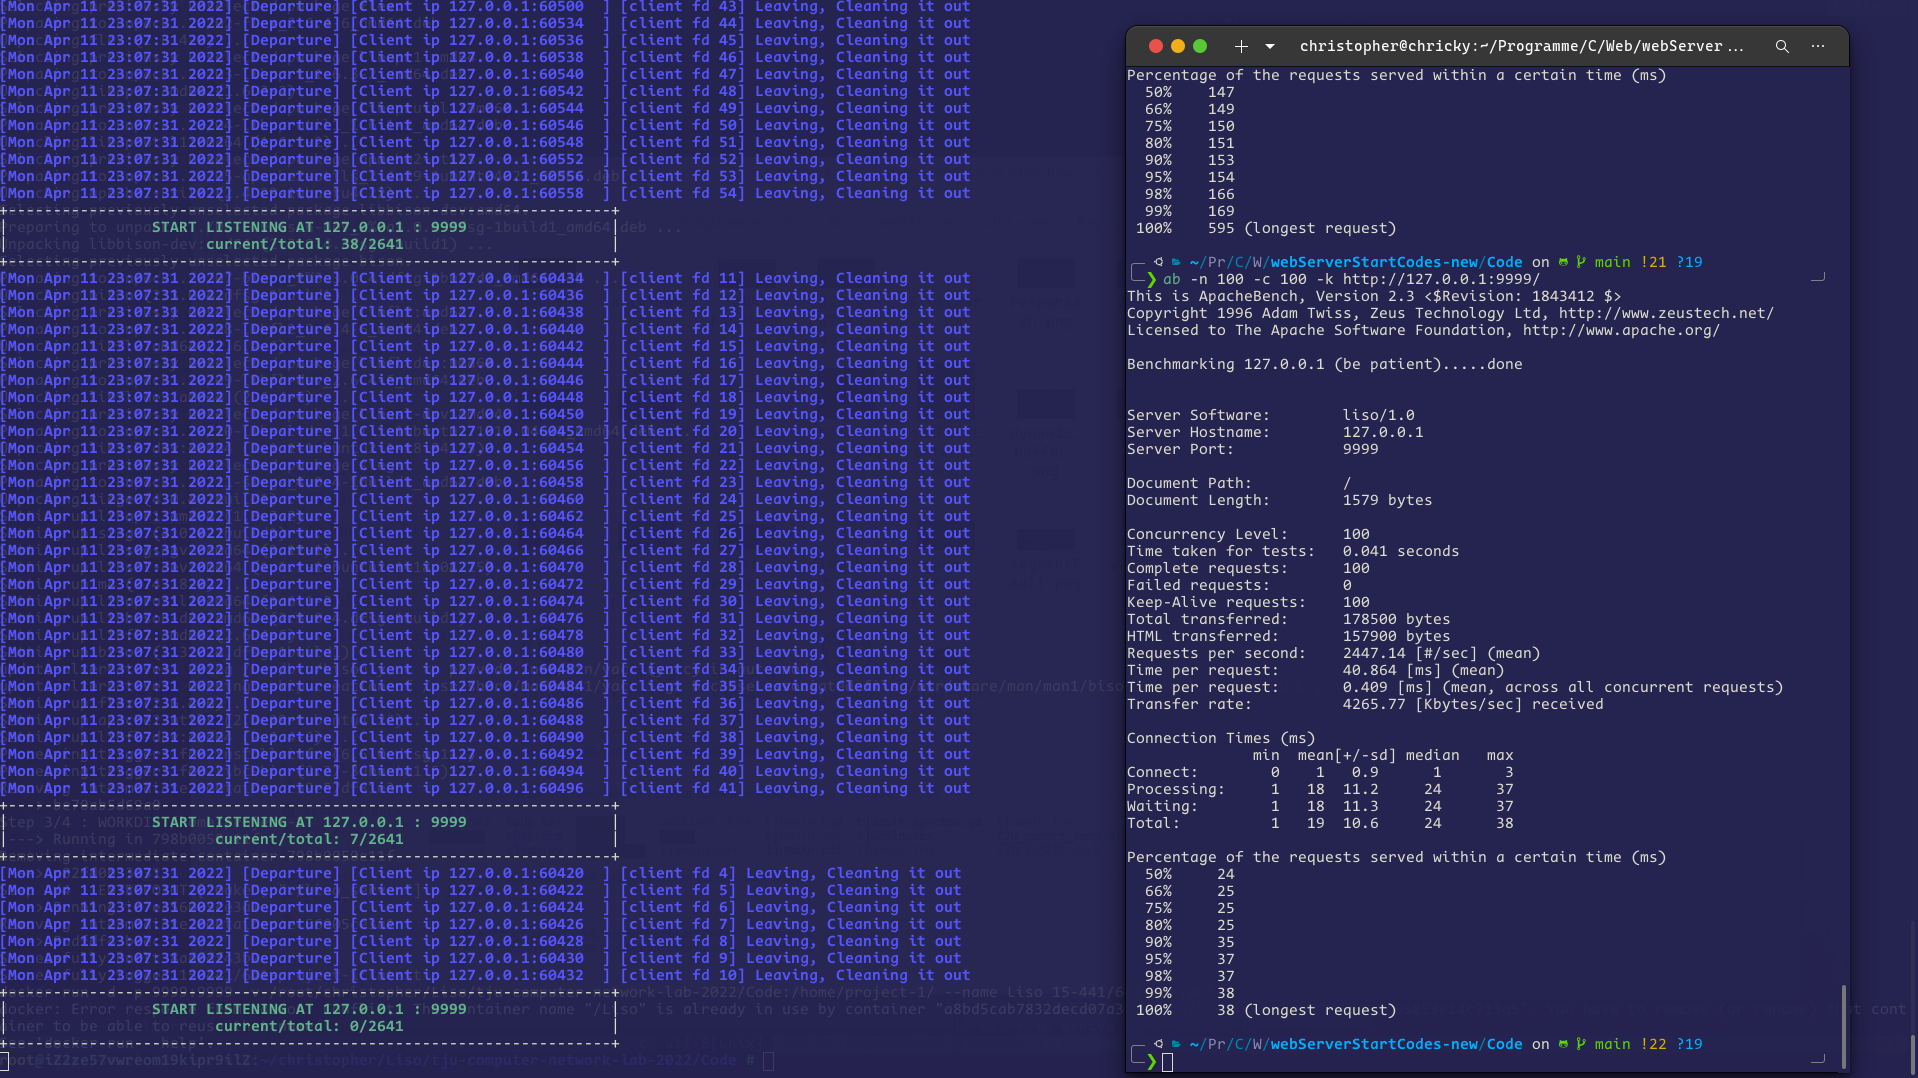 [Mon Apr 11 23:07:31 2022] [Departure] [Client ip 127.0.0.1:60500  ] [client fd 43] Leaving, Cleaning it out
[Mon Apr 11 23:07:31 2022] [Departure] [Client ip 127.0.0.1:60534  ] [client fd 44] Leaving, Cleaning it out
[Mon Apr 11 23:07:31 2022] [Departure] [Client ip 127.0.0.1:60536  ] [client fd 45] Leaving, Cleaning it out
[Mon Apr 11 23:07:31 2022] [Departure] [Client ip 127.0.0.1:60538  ] [client fd 46] Leaving, Cleaning it out
[Mon Apr 11 23:07:31 2022] [Departure] [Client ip 127.0.0.1:60540  ] [client fd 47] Leaving, Cleaning it out
[Mon Apr 11 23:07:31 2022] [Departure] [Client ip 127.0.0.1:60542  ] [client fd 48] Leaving, Cleaning it out
[Mon Apr 11 23:07:31 2022] [Departure] [Client ip 127.0.0.1:60544  ] [client fd 49] Leaving, Cleaning it out
[Mon Apr 11 23:07:31 2022] [Departure] [Client ip 127.0.0.1:60546  ] [client fd 50] Leaving, Cleaning it out
[Mon Apr 11 23:07:31 2022] [Departure] [Client ip 127.0.0.1:60548  ] [client fd 51] Leaving, Cleaning it out
[Mon Apr 11 23:07:31 2022] [Departure] [Client ip 127.0.0.1:60552  ] [client fd 52] Leaving, Cleaning it out
[Mon Apr 11 23:07:31 2022] [Departure] [Client ip 127.0.0.1:60556  ] [client fd 53] Leaving, Cleaning it out
[Mon Apr 11 23:07:31 2022] [Departure] [Client ip 127.0.0.1:60558  ] [client fd 54] Leaving, Cleaning it out
START LISTENING AT 127.0.0.1 : 9999
current/total: 38/2641
[Mon Apr 11 23:07:31 2022] [Departure] [Client ip 127.0.0.1:60434  ] [client fd 11] Leaving, Cleaning it out
[Mon Apr 11 23:07:31 2022] [Departure] [Client ip 127.0.0.1:60436  ] [client fd 12] Leaving, Cleaning it out
[Mon Apr 11 23:07:31 2022] [Departure] [Client ip 127.0.0.1:60438  ] [client fd 13] Leaving, Cleaning it out
[Mon Apr 11 23:07:31 2022] [Departure] [Client ip 127.0.0.1:60440  ] [client fd 14] Leaving, Cleaning it out
[Mon Apr 11 23:07:31 2022] [Departure] [Client ip 127.0.0.1:60442  ] [client fd 15] Leaving, Cleaning it out
[Mon Apr 11 23:07:31 2022] [Departure] [Client ip 127.0.0.1:60444  ] [client fd 16] Leaving, Cleaning it out
[Mon Apr 11 23:07:31 2022] [Departure] [Client ip 127.0.0.1:60446  ] [client fd 17] Leaving, Cleaning it out
[Mon Apr 11 23:07:31 2022] [Departure] [Client ip 127.0.0.1:60448  ] [client fd 18] Leaving, Cleaning it out
[Mon Apr 11 23:07:31 2022] [Departure] [Client ip 127.0.0.1:60450  ] [client fd 19] Leaving, Cleaning it out
[Mon Apr 11 23:07:31 2022] [Departure] [Client ip 127.0.0.1:60452  ] [client fd 20] Leaving, Cleaning it out
[Mon Apr 11 23:07:31 2022] [Departure] [Client ip 127.0.0.1:60454  ] [client fd 21] Leaving, Cleaning it out
[Mon Apr 11 23:07:31 2022] [Departure] [Client ip 127.0.0.1:60456  ] [client fd 22] Leaving, Cleaning it out
[Mon Apr 11 23:07:31 2022] [Departure] [Client ip 127.0.0.1:60458  ] [client fd 23] Leaving, Cleaning it out
[Mon Apr 11 23:07:31 2022] [Departure] [Client ip 127.0.0.1:60460  ] [client fd 24] Leaving, Cleaning it out
[Mon Apr 11 23:07:31 2022] [Departure] [Client ip 127.0.0.1:60462  ] [client fd 25] Leaving, Cleaning it out
[Mon Apr 11 23:07:31 2022] [Departure] [Client ip 127.0.0.1:60464  ] [client fd 26] Leaving, Cleaning it out
[Mon Apr 11 23:07:31 2022] [Departure] [Client ip 127.0.0.1:60466  ] [client fd 27] Leaving, Cleaning it out
[Mon Apr 11 23:07:31 2022] [Departure] [Client ip 127.0.0.1:60470  ] [client fd 28] Leaving, Cleaning it out
[Mon Apr 11 23:07:31 2022] [Departure] [Client ip 127.0.0.1:60472  ] [client fd 29] Leaving, Cleaning it out
[Mon Apr 11 23:07:31 2022] [Departure] [Client ip 127.0.0.1:60474  ] [client fd 30] Leaving, Cleaning it out
[Mon Apr 11 23:07:31 2022] [Departure] [Client ip 127.0.0.1:60476  ] [client fd 31] Leaving, Cleaning it out
[Mon Apr 11 23:07:31 2022] [Departure] [Client ip 127.0.0.1:60478  ] [client fd 32] Leaving, Cleaning it out
[Mon Apr 11 23:07:31 2022] [Departure] [Client ip 127.0.0.1:60480  ] [client fd 33] Leaving, Cleaning it out
[Mon Apr 11 23:07:31 2022] [Departure] [Client ip 127.0.0.1:60482  ] [client fd 34] Leaving, Cleaning it out
[Mon Apr 11 23:07:31 2022] [Departure] [Client ip 127.0.0.1:60484  ] [client fd 35] Leaving, Cleaning it out
[Mon Apr 11 23:07:31 2022] [Departure] [Client ip 127.0.0.1:60486  ] [client fd 36] Leaving, Cleaning it out
[Mon Apr 11 23:07:31 2022] [Departure] [Client ip 127.0.0.1:60488  ] [client fd 37] Leaving, Cleaning it out
[Mon Apr 11 23:07:31 2022] [Departure] [Client ip 127.0.0.1:60490  ] [client fd 38] Leaving, Cleaning it out
[Mon Apr 11 23:07:31 2022] [Departure] [Client ip 127.0.0.1:60492  ] [client fd 39] Leaving, Cleaning it out
[Mon Apr 11 23:07:31 2022] [Departure] [Client ip 127.0.0.1:60494  ] [client fd 40] Leaving, Cleaning it out
[Mon Apr 11 23:07:31 2022] [Departure] [Client ip 127.0.0.1:60496  ] [client fd 41] Leaving, Cleaning it out
START LISTENING AT 127.0.0.1 : 9999
current/total: 7/2641
[Mon Apr 11 23:07:31 2022] [Departure] [Client ip 127.0.0.1:60420  ] [client fd 4] Leaving, Cleaning it out
[Mon Apr 11 23:07:31 2022] [Departure] [Client ip 127.0.0.1:60422  ] [client fd 5] Leaving, Cleaning it out
[Mon Apr 11 23:07:31 2022] [Departure] [Client ip 127.0.0.1:60424  ] [client fd 6] Leaving, Cleaning it out
[Mon Apr 11 23:07:31 2022] [Departure] [Client ip 127.0.0.1:60426  ] [client fd 7] Leaving, Cleaning it out
[Mon Apr 11 23:07:31 2022] [Departure] [Client ip 127.0.0.1:60428  ] [client fd 8] Leaving, Cleaning it out
[Mon Apr 11 23:07:31 2022] [Departure] [Client ip 127.0.0.1:60430  ] [client fd 9] Leaving, Cleaning it out
[Mon Apr 11 23:07:31 2022] [Departure] [Client ip 127.0.0.1:60432  ] [client fd 10] Leaving, Cleaning it out
START LISTENING AT 127.0.0.1 : 9999
current/total: 0/2641
root@iZ2ze57vwreom19kipr9ilZ:~/christopher/Liso/tju-computer-network-lab-2022/Code #
christopher@chricky:~/Programme/C/Web/webServer ...
Percentage of the requests served within a certain time (ms)
50% 147
66% 149
75% 150
80% 151
90% 153
95% 154
98% 166
99% 169
100% 595 (longest request)
~/Pr/C/W/webServerStartCodes-new/Code on main !21 ?19
❯ ab -n 100 -c 100 -k http://127.0.0.1:9999/
This is ApacheBench, Version 2.3 <$Revision: 1843412 $>
Copyright 1996 Adam Twiss, Zeus Technology Ltd, http://www.zeustech.net/
Licensed to The Apache Software Foundation, http://www.apache.org/
Benchmarking 127.0.0.1 (be patient).....done
Server Software: liso/1.0
Server Hostname: 127.0.0.1
Server Port: 9999
Document Path: /
Document Length: 1579 bytes
Concurrency Level: 100
Time taken for tests: 0.041 seconds
Complete requests: 100
Failed requests: 0
Keep-Alive requests: 100
Total transferred: 178500 bytes
HTML transferred: 157900 bytes
Requests per second: 2447.14 [#/sec] (mean)
Time per request: 40.864 [ms] (mean)
Time per request: 0.409 [ms] (mean, across all concurrent requests)
Transfer rate: 4265.77 [Kbytes/sec] received
Connection Times (ms)
min mean[+/-sd] median max
Connect: 0 1 0.9 1 3
Processing: 1 18 11.2 24 37
Waiting: 1 18 11.3 24 37
Total: 1 19 10.6 24 38
Percentage of the requests served within a certain time (ms)
50% 24
66% 25
75% 25
80% 25
90% 35
95% 37
98% 37
99% 38
100% 38 (longest request)
~/Pr/C/W/webServerStartCodes-new/Code on main !22 ?19
❯